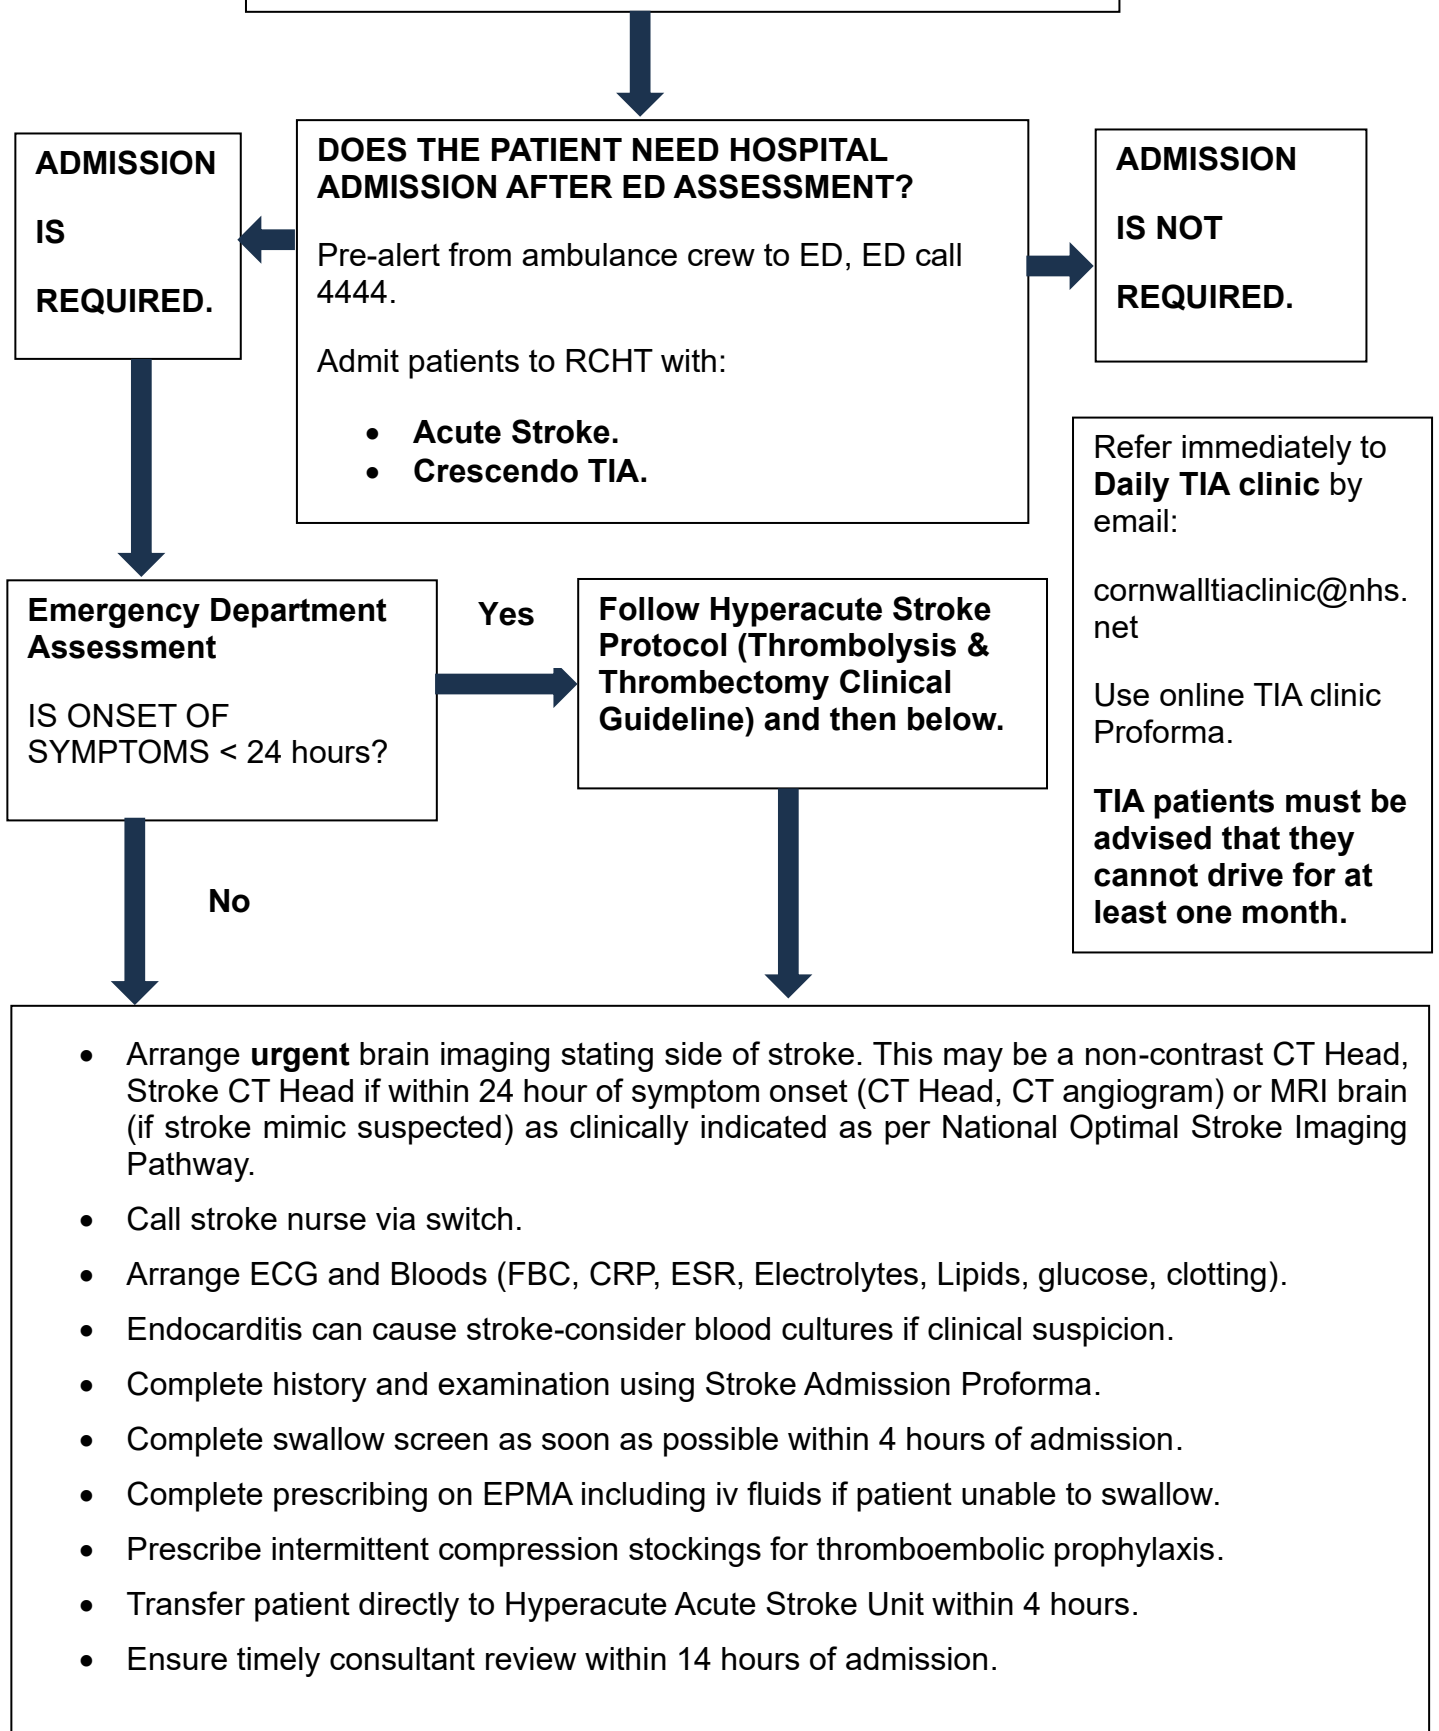 ADMISSION
IS
REQUIRED.
DOES THE PATIENT NEED HOSPITAL
ADMISSION AFTER ED ASSESSMENT?
Pre-alert from ambulance crew to ED, ED call
4444.
Admit patients to RCHT with:
• Acute Stroke.
• Crescendo TIA.
ADMISSION
IS NOT
REQUIRED.
Refer immediately to
Daily TIA clinic by
email:
cornwalltiaclinic@nhs.
net
Use online TIA clinic
Proforma.
TIA patients must be
advised that they
cannot drive for at
least one month.
Emergency Department
Assessment
IS ONSET OF
SYMPTOMS < 24 hours?
Yes
Follow Hyperacute Stroke
Protocol (Thrombolysis &
Thrombectomy Clinical
Guideline) and then below.
No
• Arrange urgent brain imaging stating side of stroke. This may be a non-contrast CT Head,
Stroke CT Head if within 24 hour of symptom onset (CT Head, CT angiogram) or MRI brain
(if stroke mimic suspected) as clinically indicated as per National Optimal Stroke Imaging
Pathway.
• Call stroke nurse via switch.
• Arrange ECG and Bloods (FBC, CRP, ESR, Electrolytes, Lipids, glucose, clotting).
• Endocarditis can cause stroke-consider blood cultures if clinical suspicion.
• Complete history and examination using Stroke Admission Proforma.
• Complete swallow screen as soon as possible within 4 hours of admission.
• Complete prescribing on EPMA including iv fluids if patient unable to swallow.
• Prescribe intermittent compression stockings for thromboembolic prophylaxis.
• Transfer patient directly to Hyperacute Acute Stroke Unit within 4 hours.
• Ensure timely consultant review within 14 hours of admission.